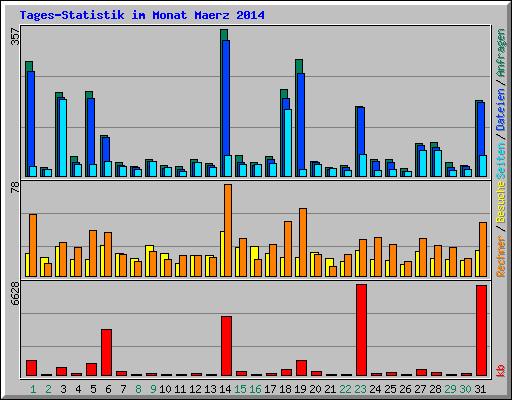 Tages-Statistik im Monat Maerz 2014
357
78
6628
Rechner / Besuche Seiten / Dateien / Anfragen
kb
1 2 3 4 5 6 7 8 9 10 11 12 13 14 15 16 17 18 19 20 21 22 23 24 25 26 27 28 29 30 31